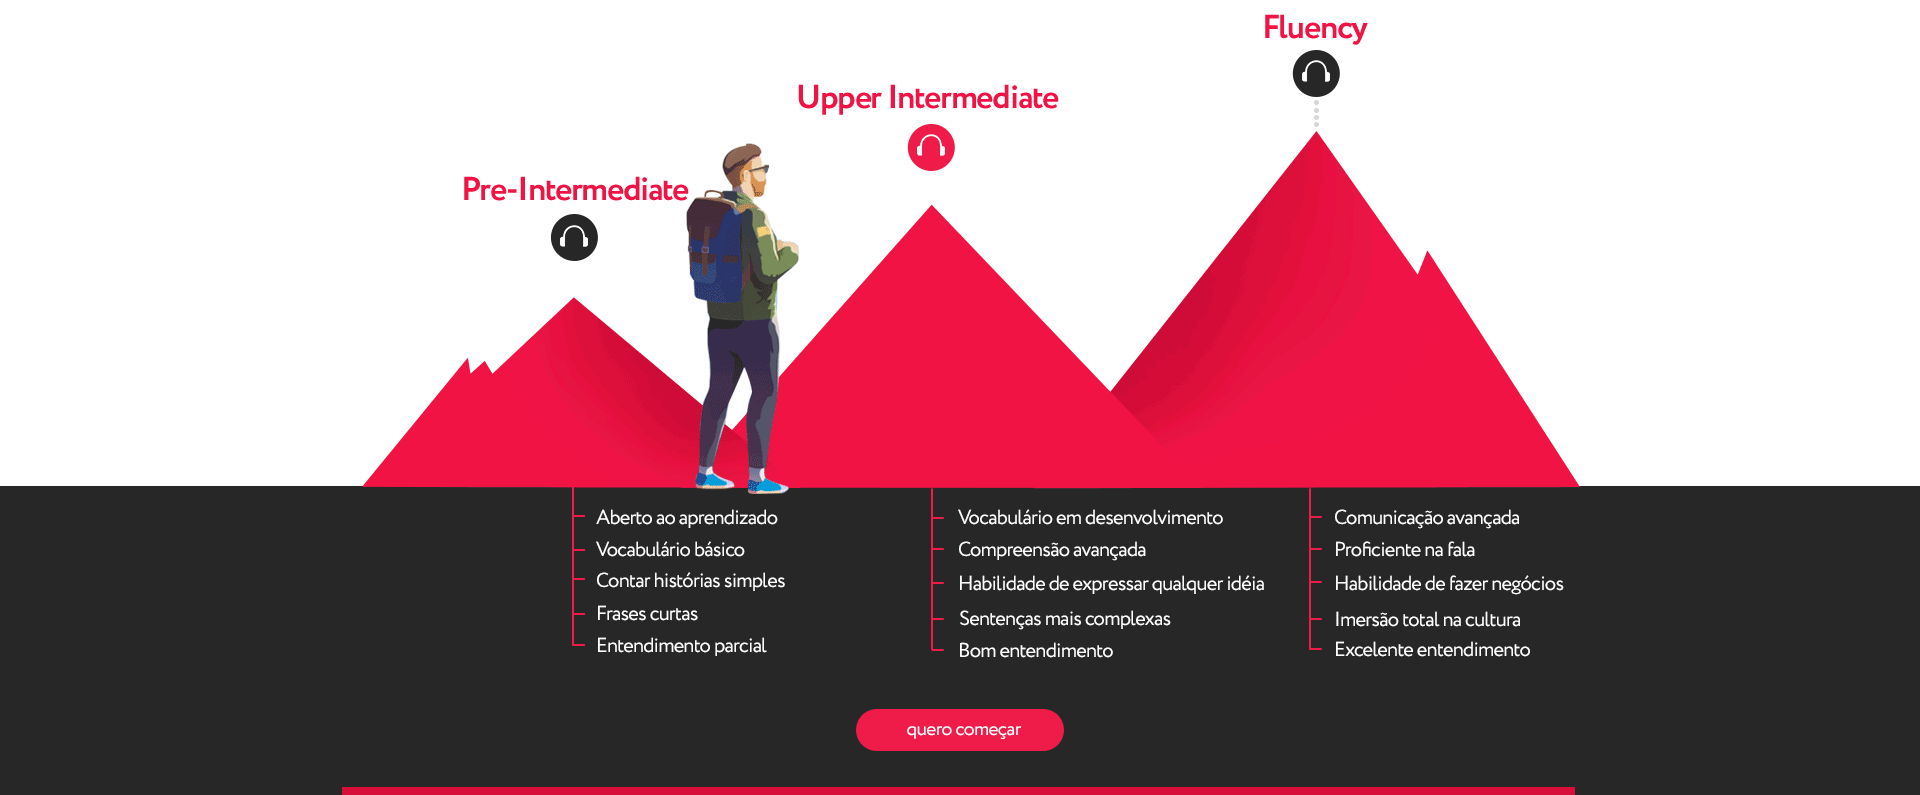 Fluency
Upper Intermediate
Pre-Intermediate
Aberto ao aprendizado
Vocabulário básico
Contar histórias simples
Frases curtas
Entendimento parcial
Vocabulário em desenvolvimento
Compreensão avançada
Habilidade de expressar qualquer idéia
Sentenças mais complexas
Bom entendimento
Comunicação avançada
Proficiente na fala
Habilidade de fazer negócios
Imersão total na cultura
Excelente entendimento
quero começar